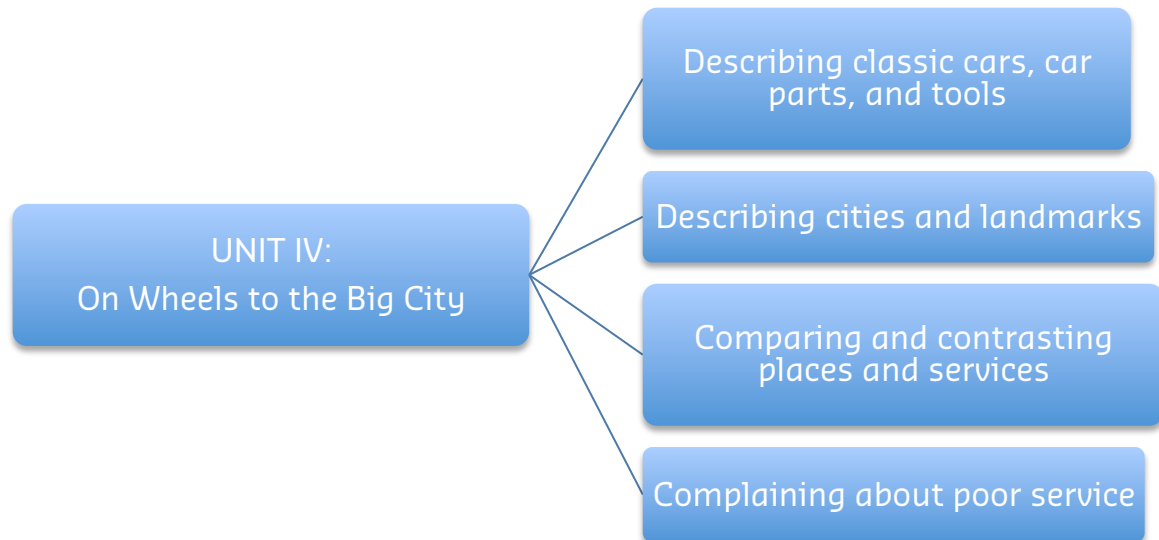 UNIT IV:
On Wheels to the Big City
Describing classic cars, car
parts, and tools
Describing cities and landmarks
Comparing and contrasting
places and services
Complaining about poor service